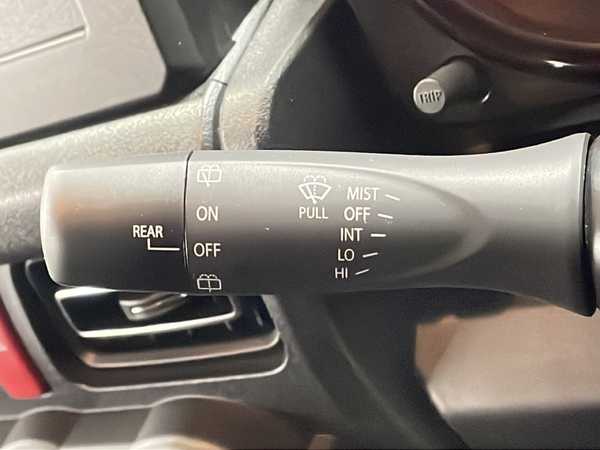 TRIP
MIST
OFF
INT
LO
HI
PULL
ON
OFF
REAR